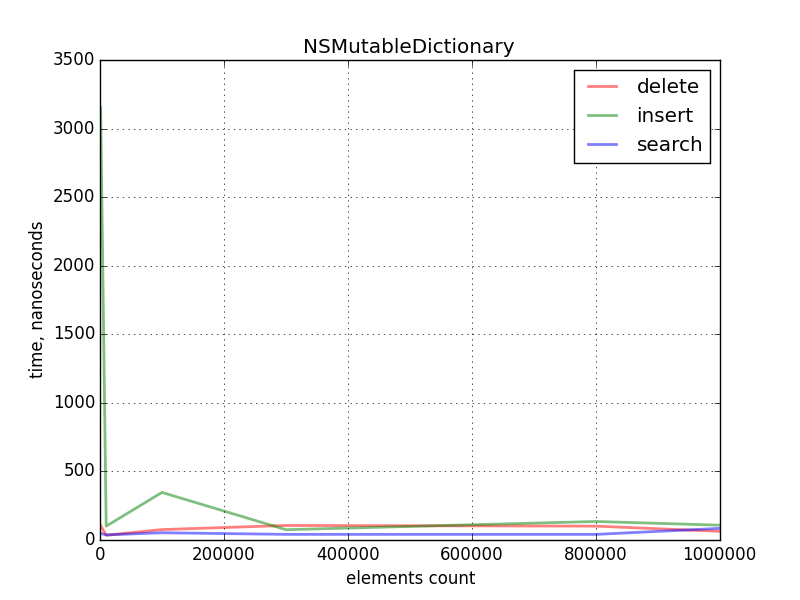 NSMutableDictionary
3500
3000
2500
2000
1500
1000
500
0
time, nanoseconds
delete
insert
search
0 200000 400000 600000 800000 1000000
elements count